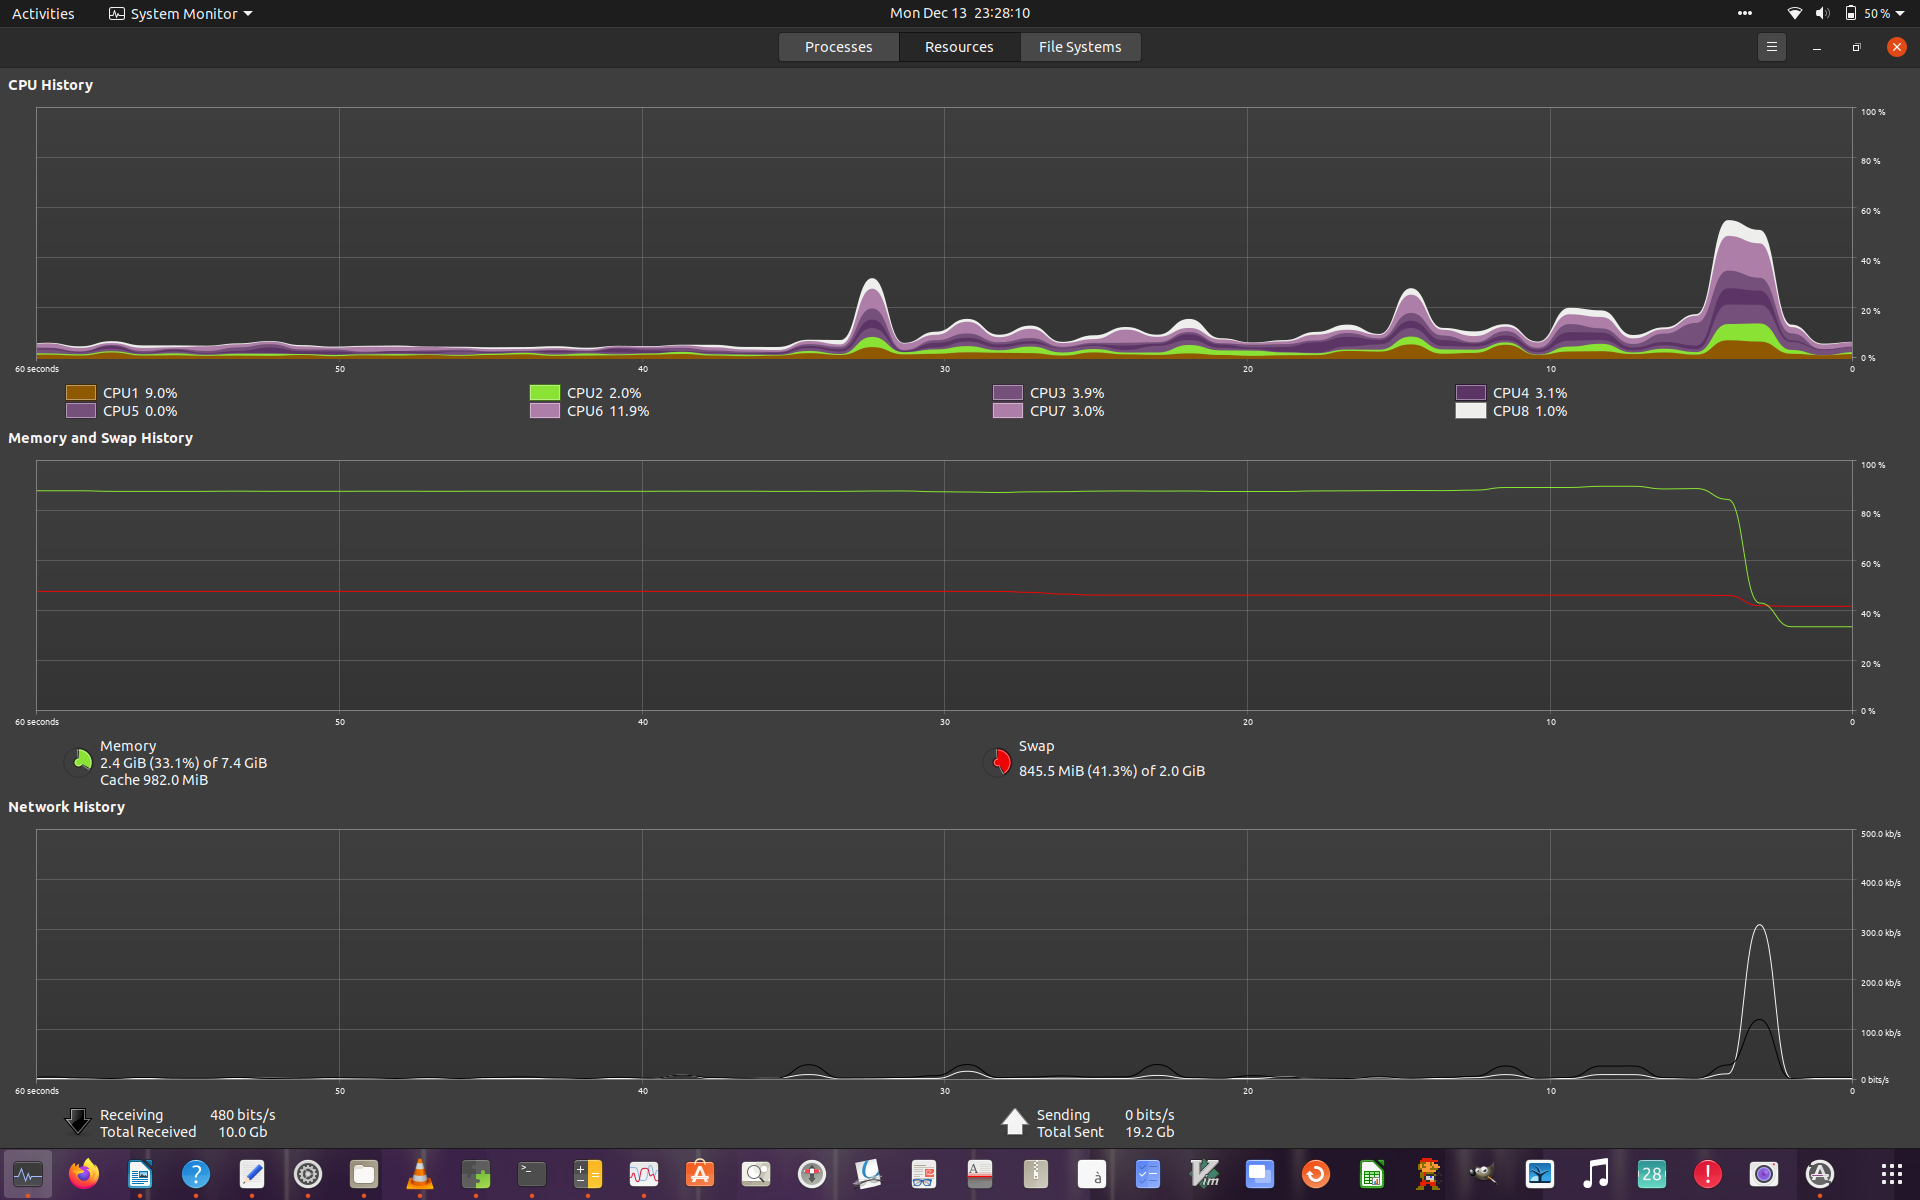 Activities System Monitor Mon Dec 13 23:28:10 50 %
Processes Resources File Systems
CPU History
100 %
80 %
60 %
40 %
20 %
0 %
60 seconds 50 40 30 20 10 0
CPU1 9.0% CPU2 2.0% CPU3 3.9% CPU4 3.1%
CPU5 0.0% CPU6 11.9% CPU7 3.0% CPU8 1.0%
Memory and Swap History
100 %
80 %
60 %
40 %
20 %
0 %
60 seconds 50 40 30 20 10 0
Memory
2.4 GiB (33.1%) of 7.4 GiB
Cache 982.0 MiB
Swap
845.5 MiB (41.3%) of 2.0 GiB
Network History
500.0 kb/s
400.0 kb/s
300.0 kb/s
200.0 kb/s
100.0 kb/s
0 bits/s
60 seconds 50 40 30 20 10 0
Receiving 480 bits/s
Total Received 10.0 Gb
Sending 0 bits/s
Total Sent 19.2 Gb
? >_ A à Vim 28 !